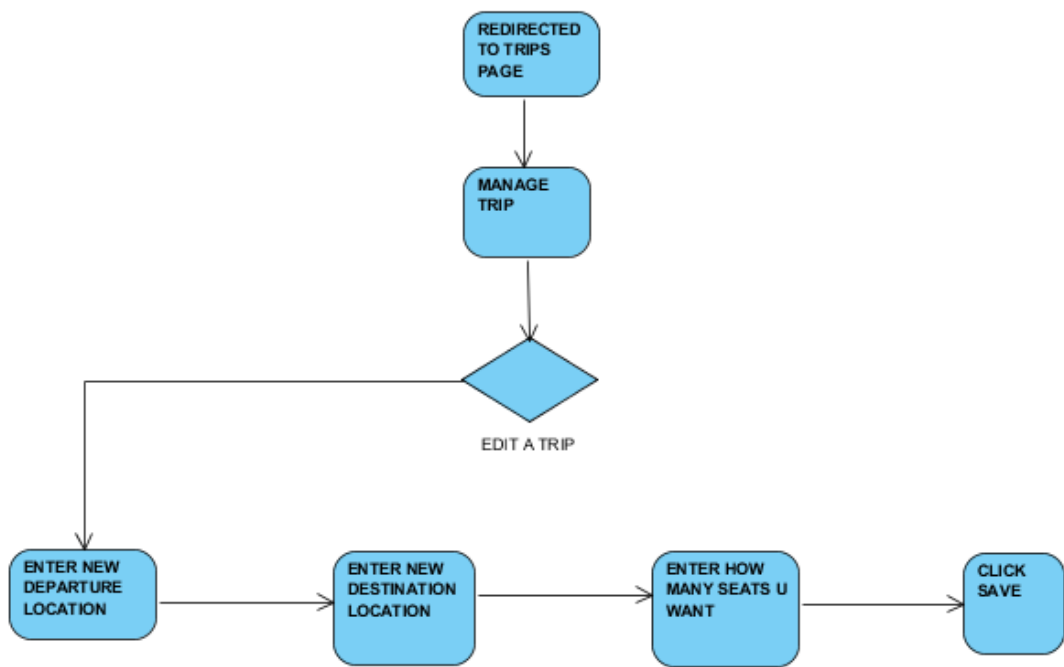 REDIRECTED
TO TRIPS
PAGE
MANAGE
TRIP
EDIT A TRIP
ENTER NEW
DEPARTURE
LOCATION
ENTER NEW
DESTINATION
LOCATION
ENTER HOW
MANY SEATS U
WANT
CLICK
SAVE